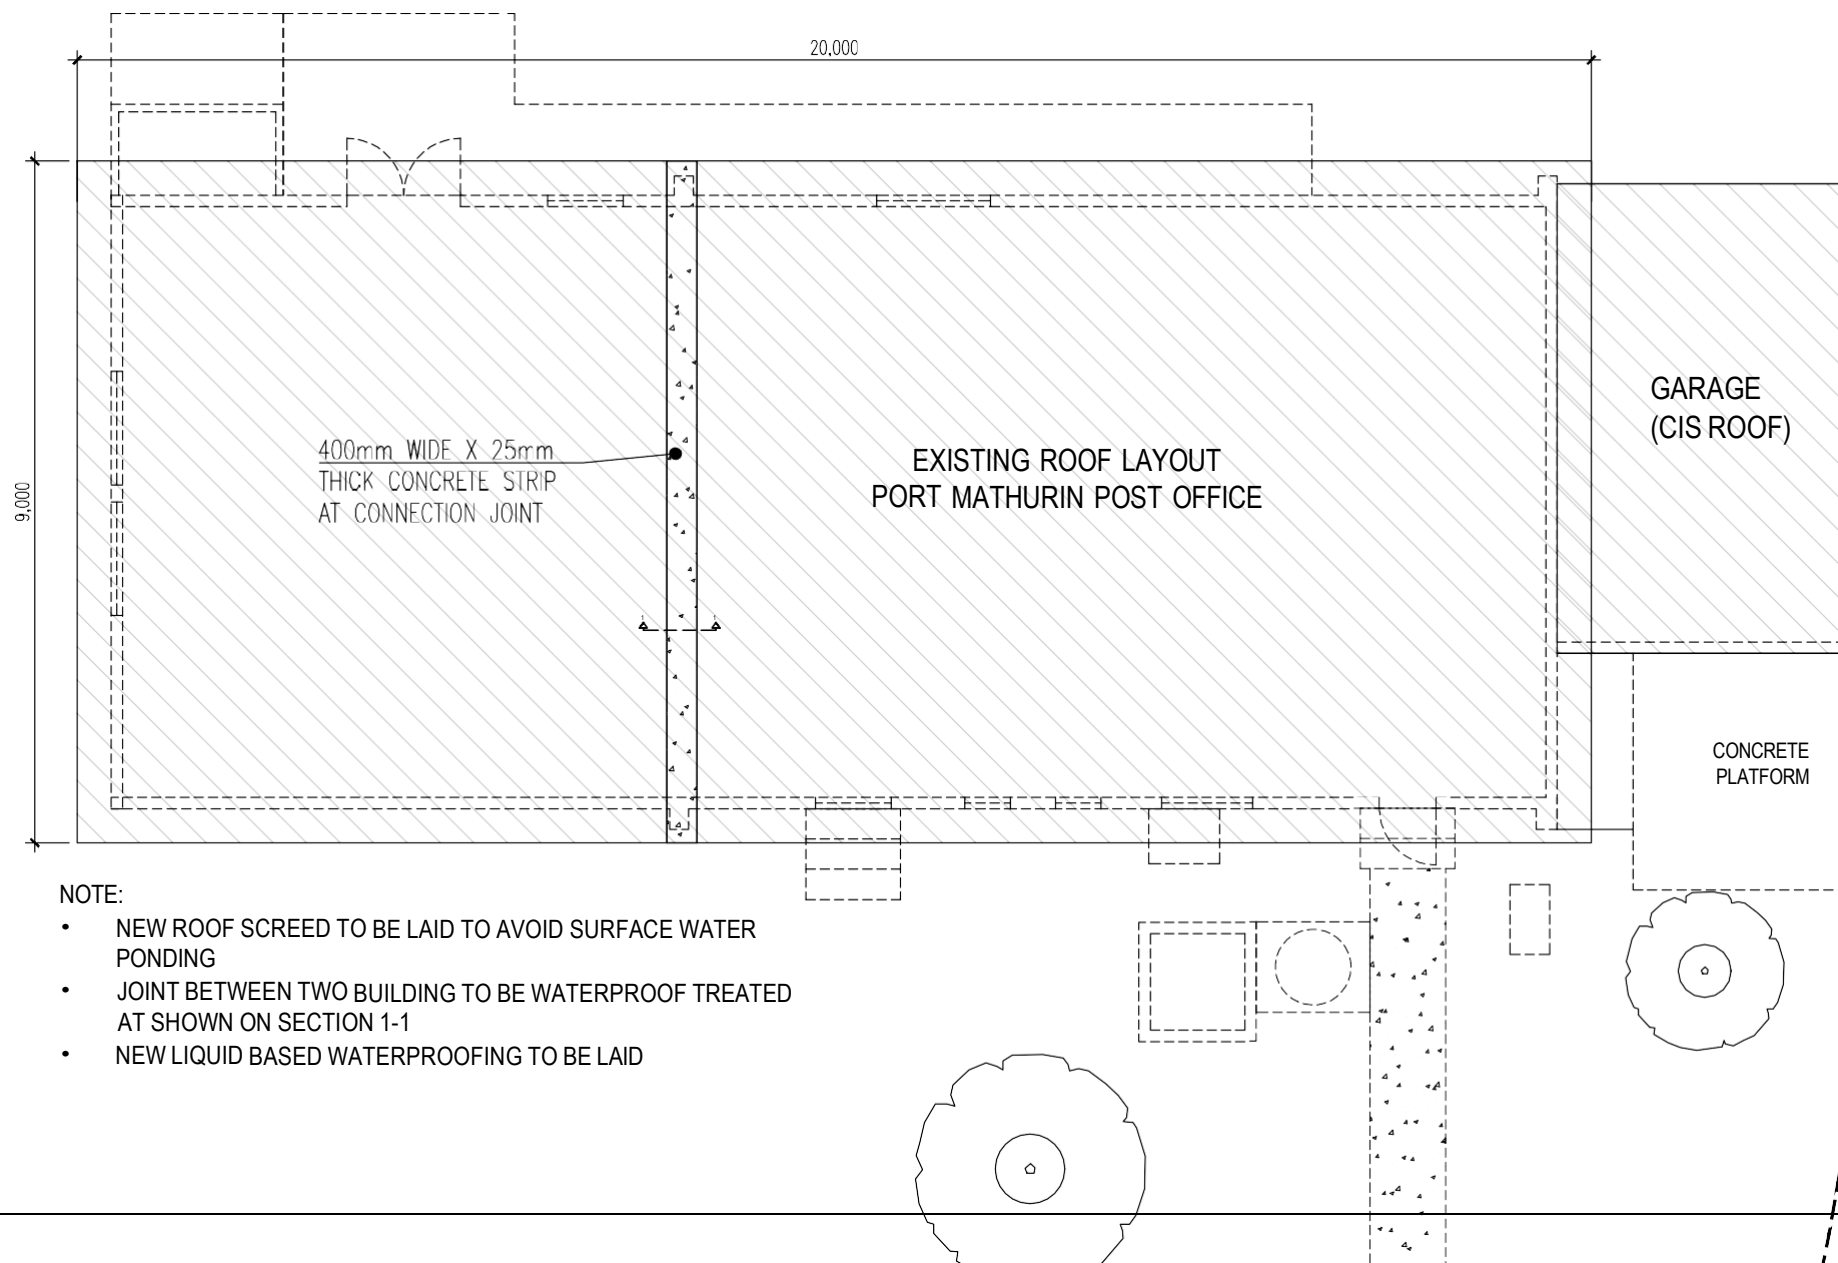 20,000
9,000
400mm WIDE X 25mm
THICK CONCRETE STRIP
AT CONNECTION JOINT
EXISTING ROOF LAYOUT
PORT MATHURIN POST OFFICE
GARAGE
(CIS ROOF)
1 1
CONCRETE
PLATFORM
NOTE:
• NEW ROOF SCREED TO BE LAID TO AVOID SURFACE WATER
PONDING
• JOINT BETWEEN TWO BUILDING TO BE WATERPROOF TREATED
AT SHOWN ON SECTION 1-1
• NEW LIQUID BASED WATERPROOFING TO BE LAID